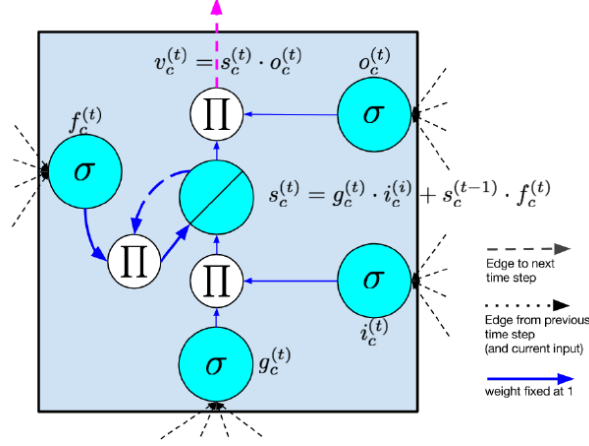 v_c^{(t)} = s_c^{(t)} · o_c^{(t)}
o_c^{(t)}
f_c^{(t)}
∏
σ
σ
s_c^{(t)} = g_c^{(t)} · i_c^{(i)} + s_c^{(t−1)} · f_c^{(t)}
∏
∏
σ
i_c^{(t)}
σ
g_c^{(t)}
Edge to next
time step
Edge from previous
time step
(and current input)
weight fixed at 1